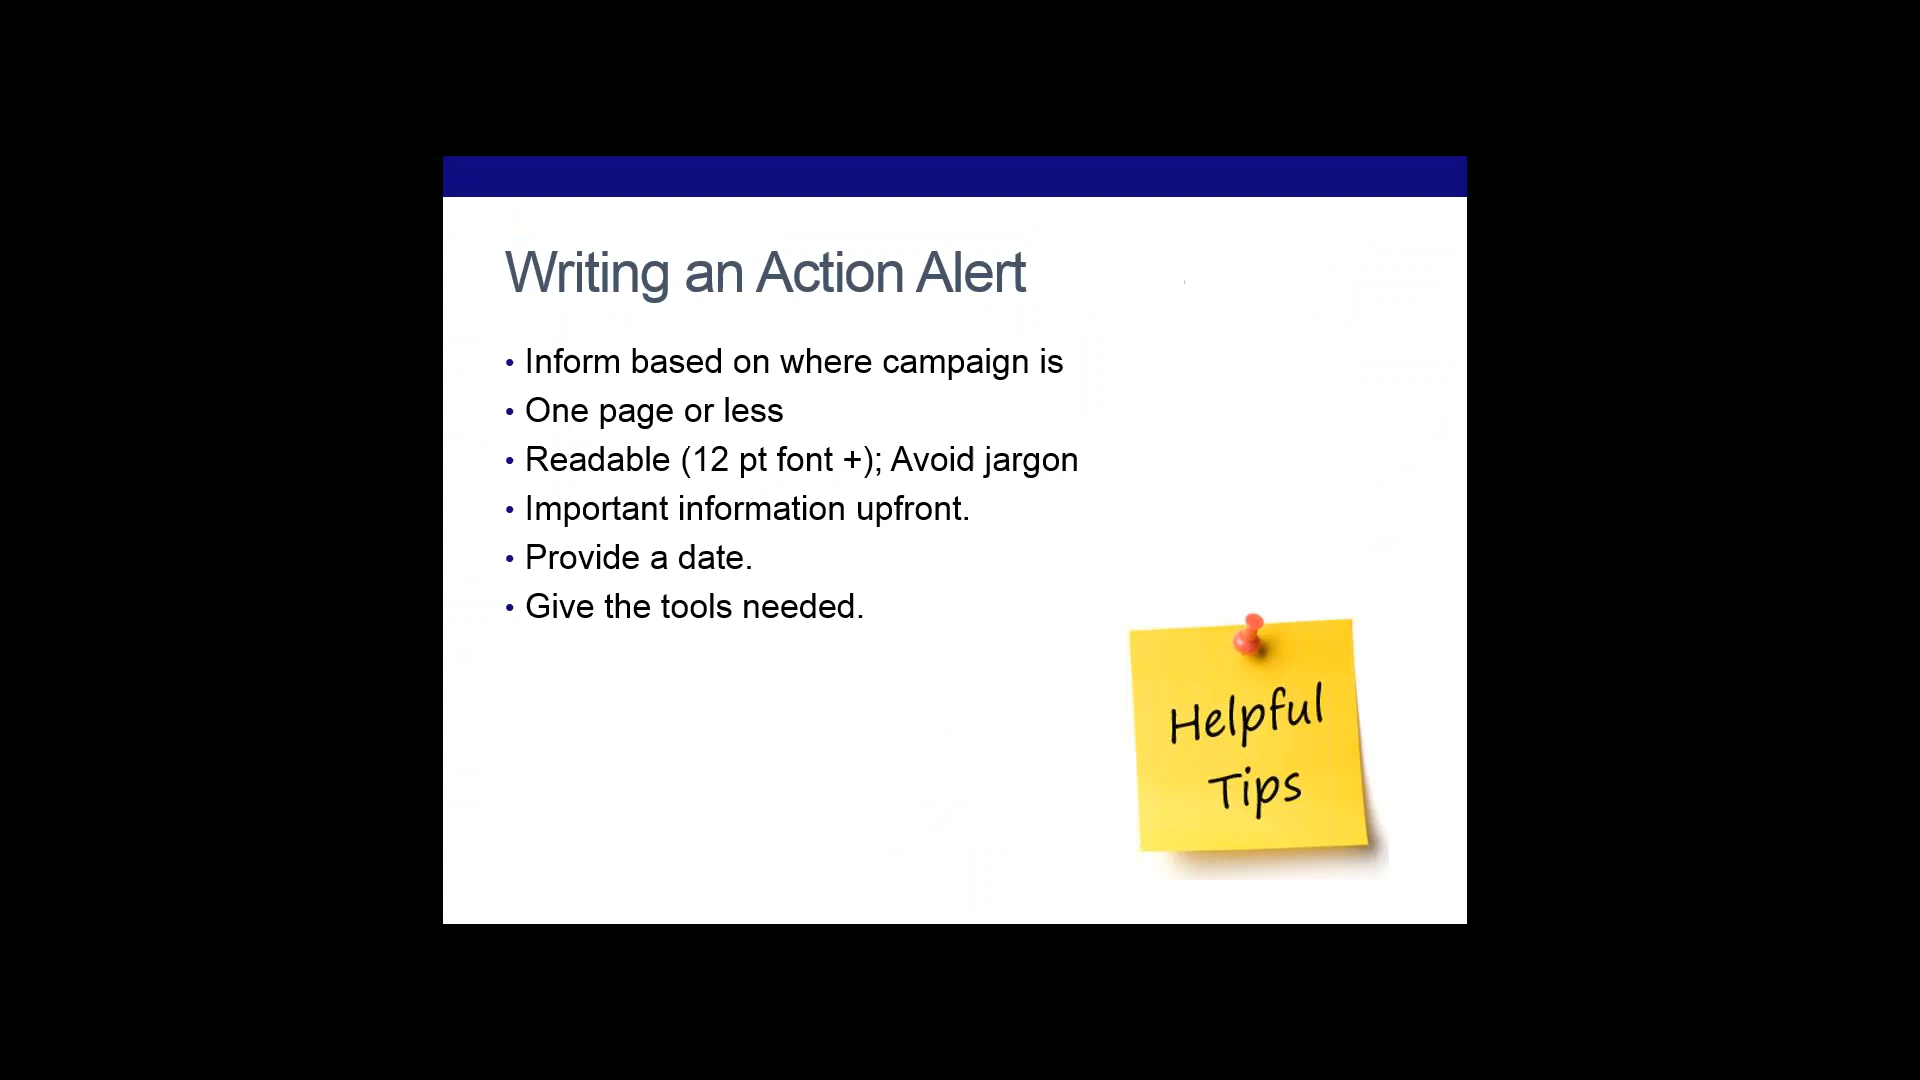 Writing an Action Alert
• Inform based on where campaign is
• One page or less
• Readable (12 pt font +); Avoid jargon
• Important information upfront.
• Provide a date.
• Give the tools needed.
Helpful
Tips